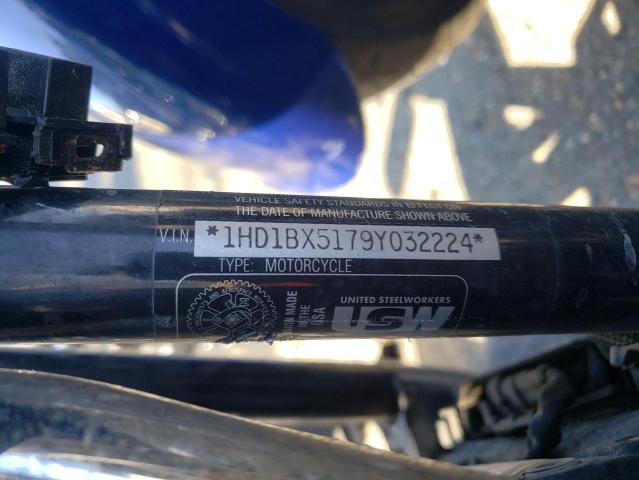 VEHICLE SAFETY STANDARDS IN EFFECT ON
THE DATE OF MANUFACTURE SHOWN ABOVE
V.I.N. *1HD1BX5179Y032224*
TYPE: MOTORCYCLE
MADE
IN THE
USA
UNITED STEELWORKERS
USW